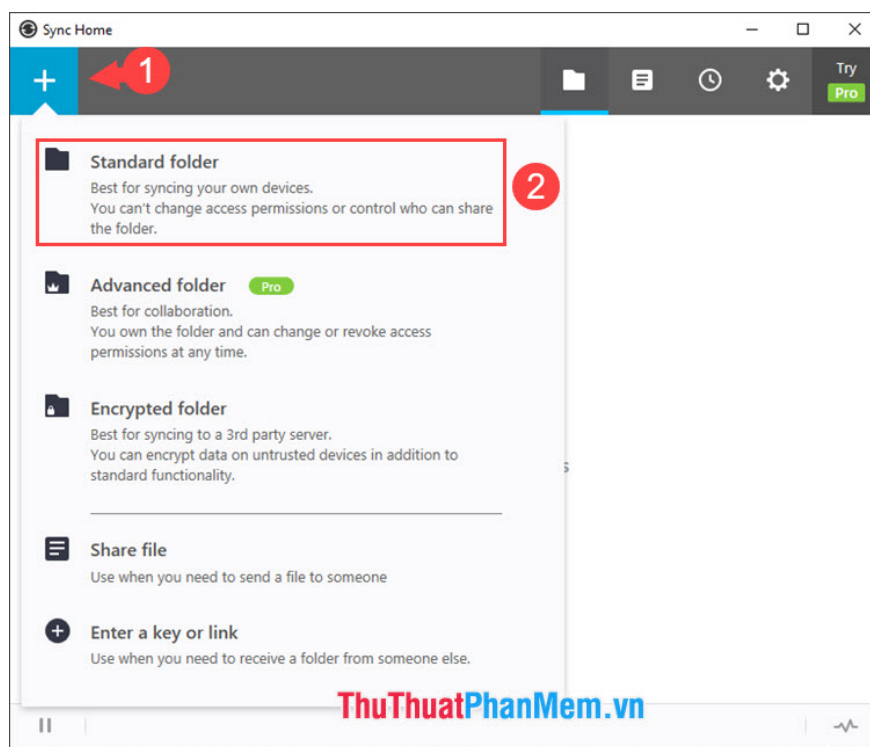 Sync Home
1
Try
Pro
Standard folder
Best for syncing your own devices.
You can't change access permissions or control who can share
the folder.
2
Advanced folder Pro
Best for collaboration.
You own the folder and can change or revoke access
permissions at any time.
Encrypted folder
Best for syncing to a 3rd party server.
You can encrypt data on untrusted devices in addition to
standard functionality.
s
Share file
Use when you need to send a file to someone
Enter a key or link
Use when you need to receive a folder from someone else.
ThuThuatPhanMem.vn